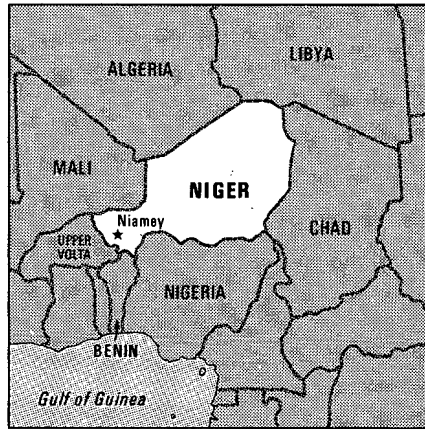 LIBYA
ALGERIA
MALI
NIGER
Niamey
CHAD
UPPER
VOLTA
NIGERIA
BENIN
Gulf of Guinea